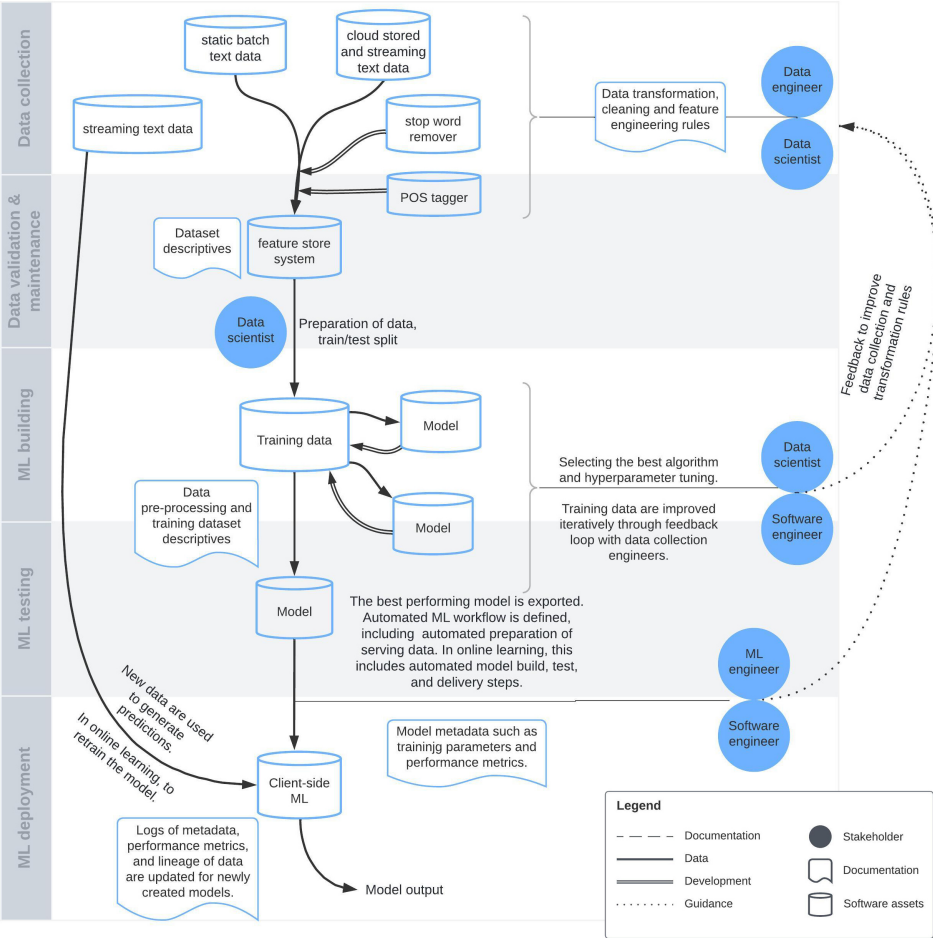 Data collection
static batch
text data
cloud stored
and streaming
text data
streaming text data
stop word
remover
POS tagger
Data transformation,
cleaning and feature
engineering rules
Data
engineer
Data
scientist
Data validation &
maintenance
Dataset
descriptives
feature store
system
Data
scientist
Preparation of data,
train/test split
Feedback to improve
data collection and
transformation rules
ML building
Training data
Model
Model
Data
pre-processing and
training dataset
descriptives
Selecting the best algorithm
and hyperparameter tuning.
Training data are improved
iteratively through feedback
loop with data collection
engineers.
Data
scientist
Software
engineer
ML testing
Model
The best performing model is exported.
Automated ML workflow is defined,
including automated preparation of
serving data. In online learning, this
includes automated model build, test,
and delivery steps.
ML
engineer
Software
engineer
ML deployment
New data are used
to generate
predictions.
In online learning, to
retrain the model.
Client-side
ML
Model metadata such as
traininjg parameters and
performance metrics.
Logs of metadata,
performance metrics,
and lineage of data
are updated for newly
created models.
Model output
Legend
Documentation
Data
Development
Guidance
Stakeholder
Documentation
Software assets